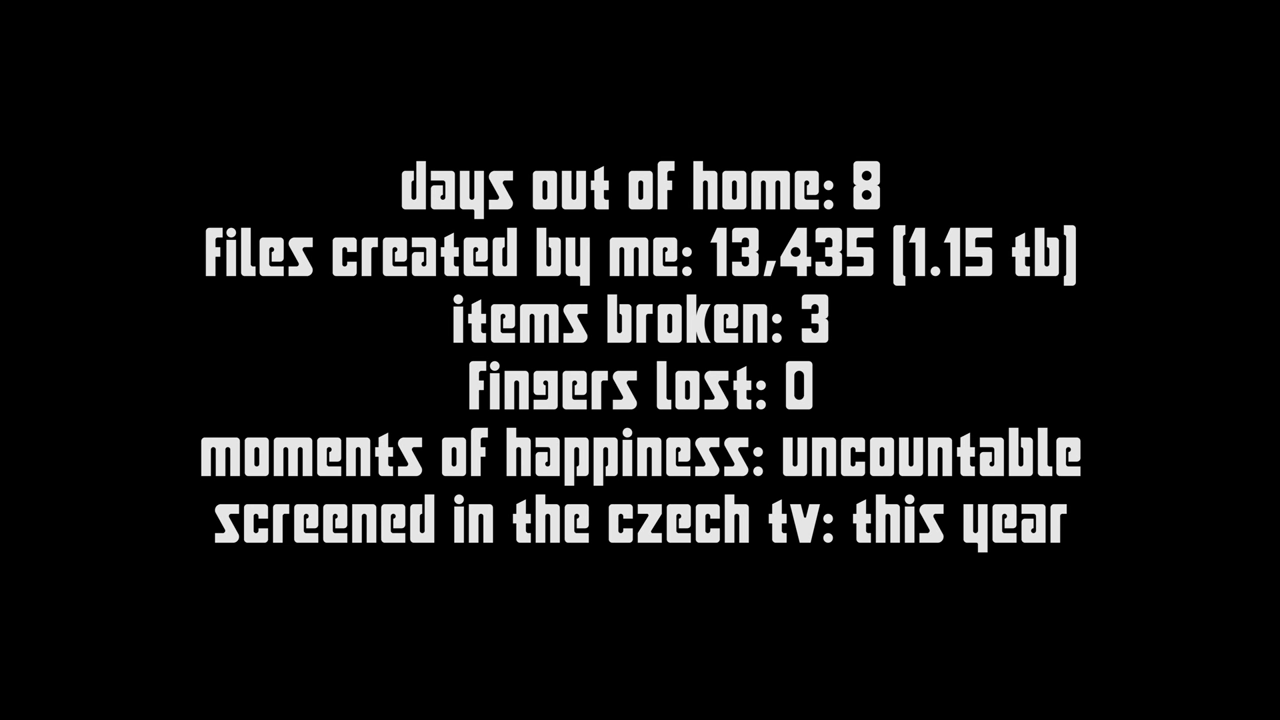 days out of home: 8
files created by me: 13,435 (1.15 tb)
items broken: 3
fingers lost: 0
moments of happiness: uncountable
screened in the czech tv: this year